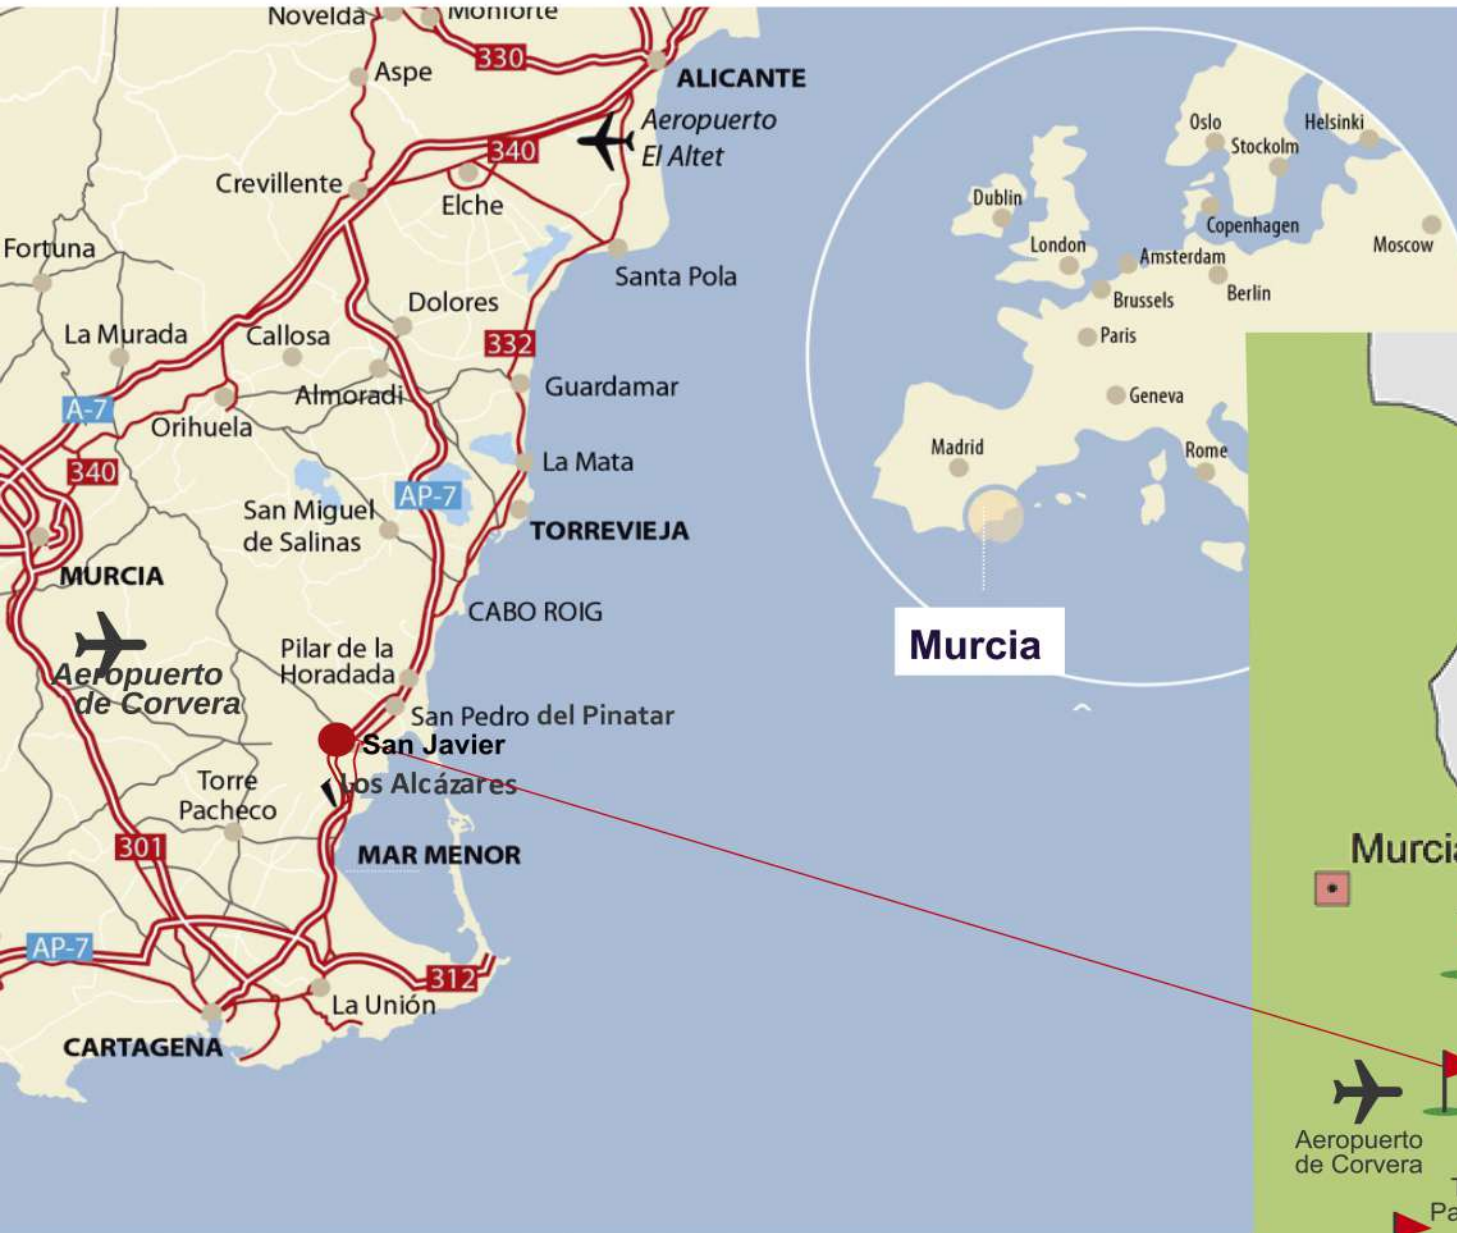 Novelda
Monforte
330
Aspe
ALICANTE
Aeropuerto
El Altet
340
Crevillente
Elche
Fortuna
Santa Pola
Dolores
La Murada
Callosa
332
Guardamar
Almoradi
A-7
Orihuela
La Mata
340
AP-7
San Miguel
de Salinas
TORREVIEJA
MURCIA
CABO ROIG
Pilar de la
Horadada
Aeropuerto
de Corvera
San Pedro del Pinatar
San Javier
Los Alcázares
Torre
Pacheco
301
MAR MENOR
AP-7
312
La Unión
CARTAGENA
Oslo
Helsinki
Stockolm
Dublin
Copenhagen
Moscow
London
Amsterdam
Berlin
Brussels
Paris
Geneva
Madrid
Rome
Murcia
Murcia
Aeropuerto
de Corvera
Pa